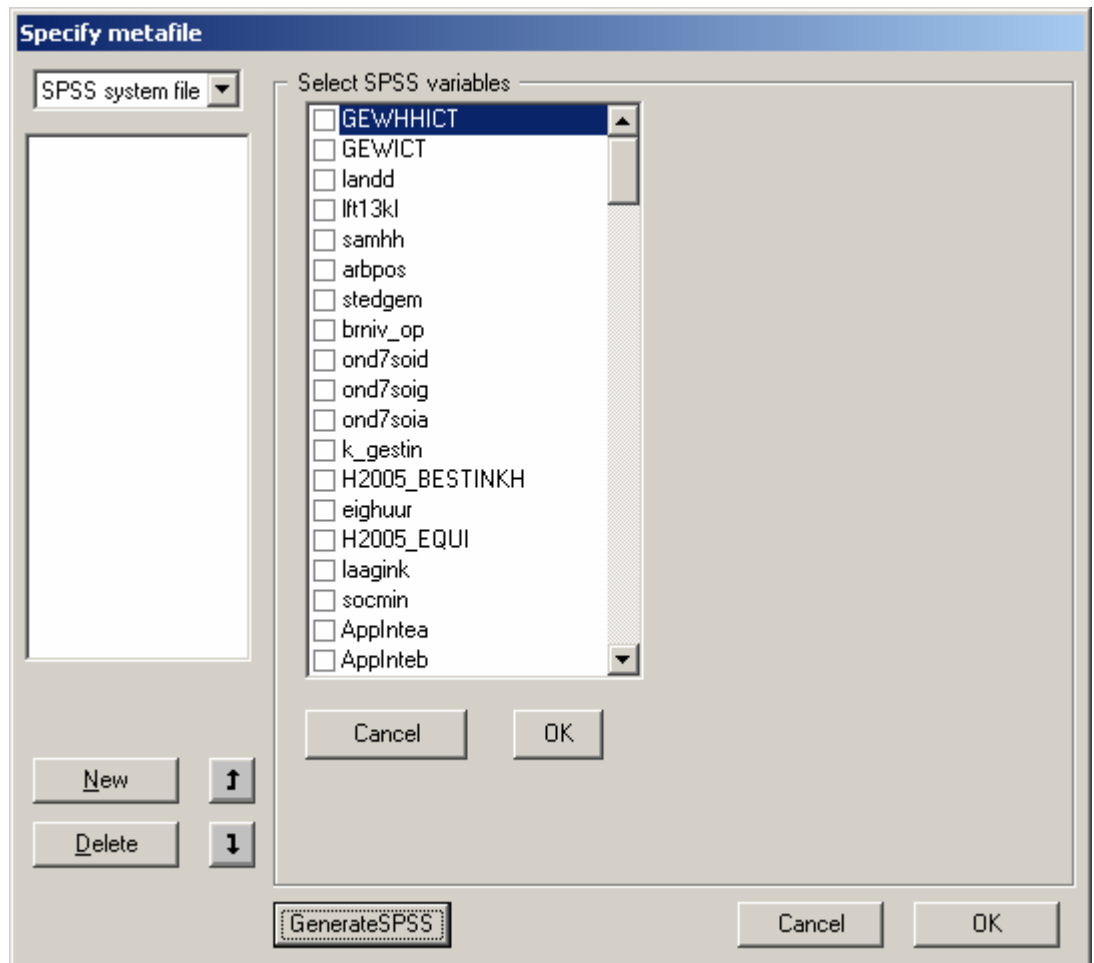 Specify metafile
SPSS system file
Select SPSS variables
GEWHHICT
GEWICT
landd
lft13kl
samhh
arbpos
stedgem
brniv_op
ond7soid
ond7soig
ond7soia
k_gestin
H2005_BESTINKH
eighuur
H2005_EQUI
laagink
socmin
AppIntea
AppInteb
Cancel OK
New
Delete
GenerateSPSS Cancel OK